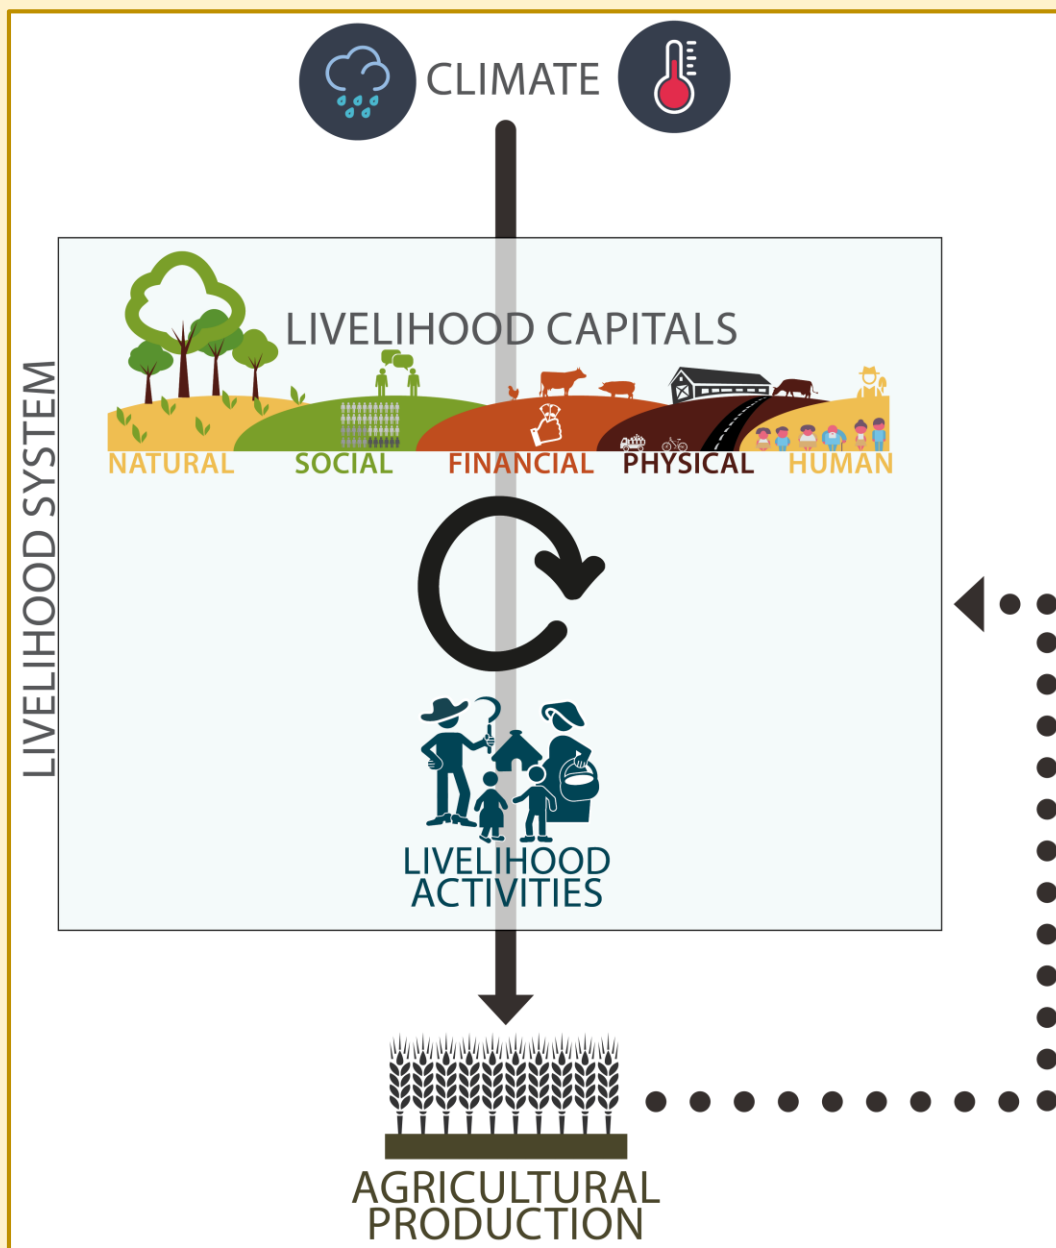 CLIMATE
LIVELIHOOD SYSTEM
LIVELIHOOD CAPITALS
NATURAL SOCIAL FINANCIAL PHYSICAL HUMAN
LIVELIHOOD
ACTIVITIES
AGRICULTURAL
PRODUCTION